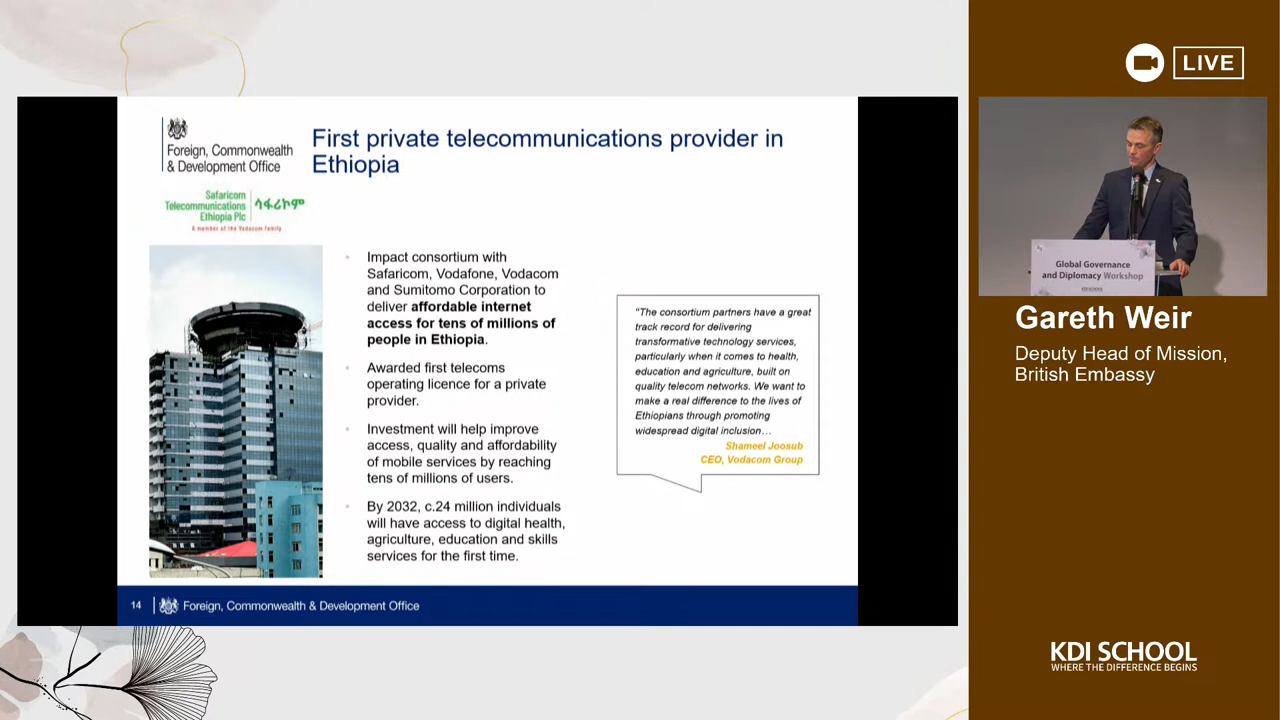 Foreign, Commonwealth
& Development Office
First private telecommunications provider in
Ethiopia
Safaricom
Telecommunications
Ethiopia Plc
ሳፋሪኮም
A member of the Vodacom family
Impact consortium with
Safaricom, Vodafone, Vodacom
and Sumitomo Corporation to
deliver affordable internet
access for tens of millions of
people in Ethiopia.
Awarded first telecoms
operating licence for a private
provider.
Investment will help improve
access, quality and affordability
of mobile services by reaching
tens of millions of users.
By 2032, c.24 million individuals
will have access to digital health,
agriculture, education and skills
services for the first time.
"The consortium partners have a great
track record for delivering
transformative technology services,
particularly when it comes to health,
education and agriculture, built on
quality telecom networks. We want to
make a real difference to the lives of
Ethiopians through promoting
widespread digital inclusion…
Shameel Joosub
CEO, Vodacom Group
14
Foreign, Commonwealth & Development Office
LIVE
Global Governance
and Diplomacy Workshop
KDI SCHOOL
Gareth Weir
Deputy Head of Mission,
British Embassy
KDI SCHOOL
WHERE THE DIFFERENCE BEGINS